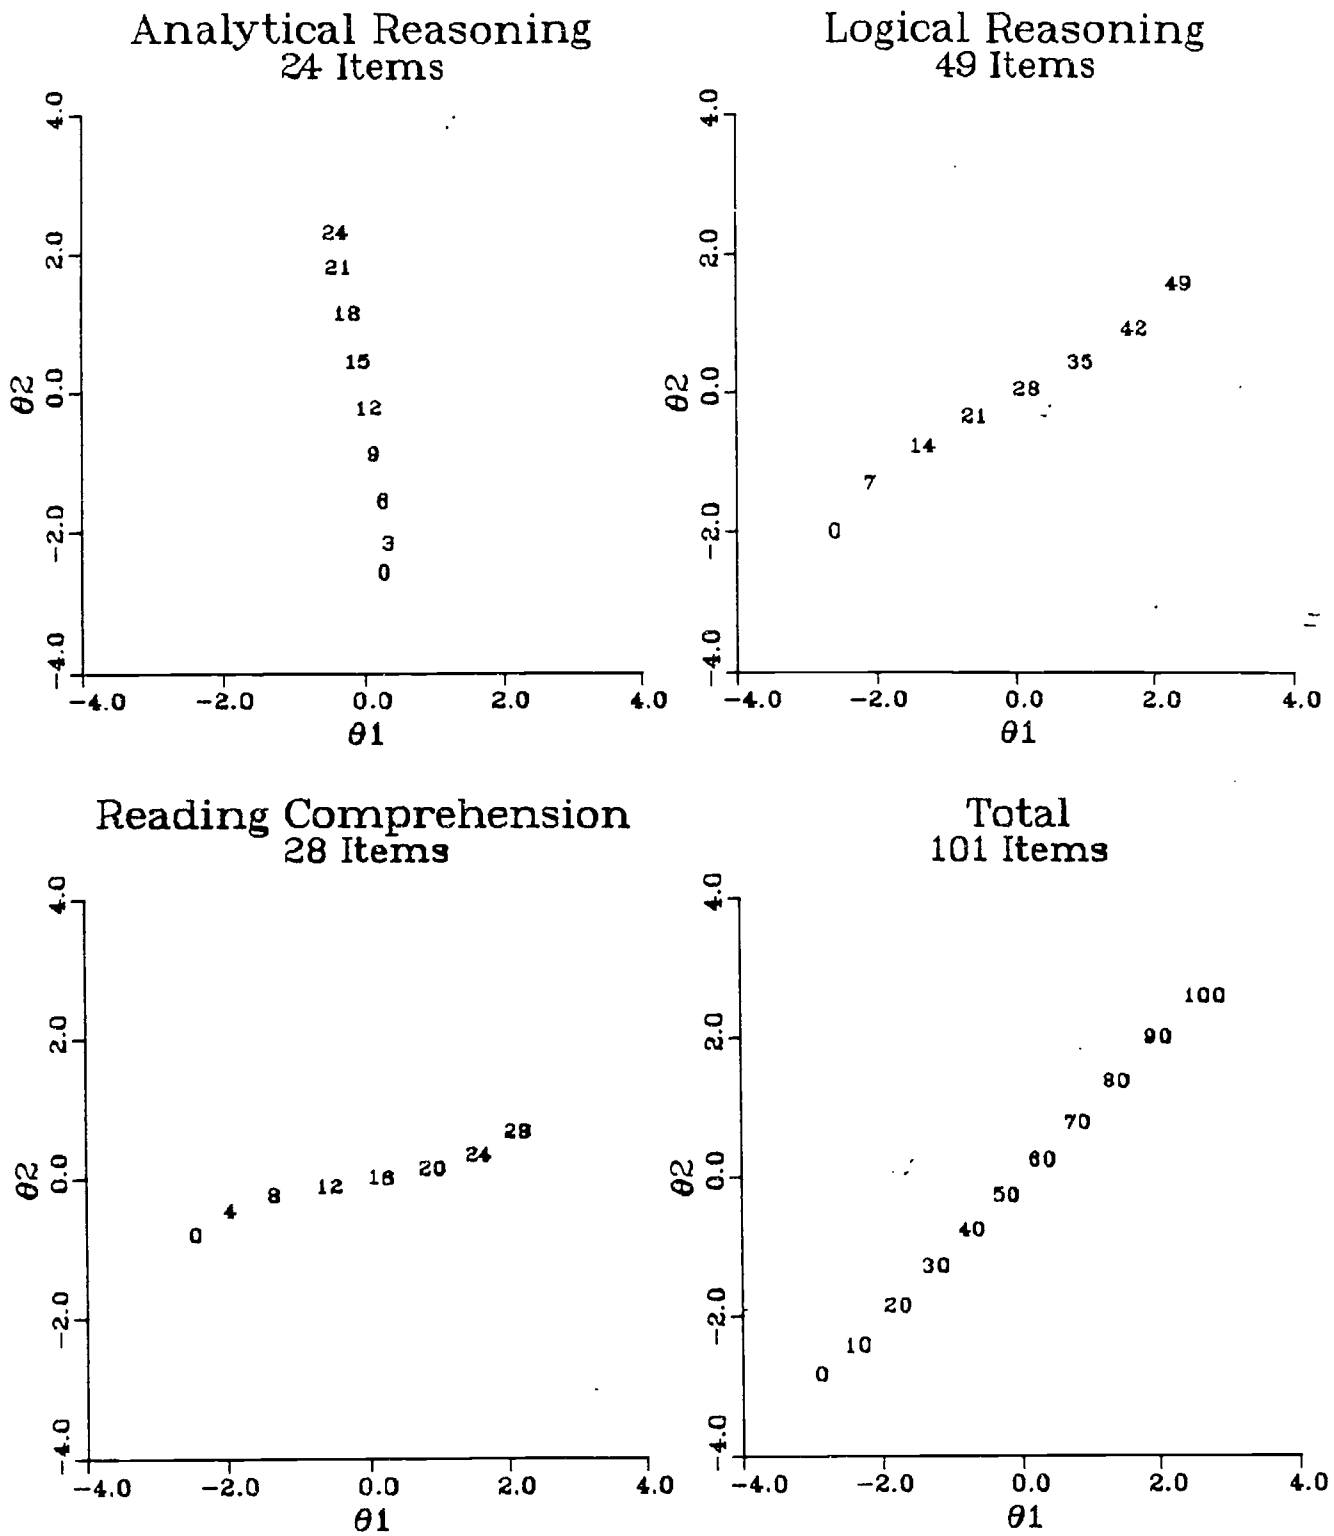 Analytical Reasoning
24 Items
4.0
2.0
0.0
-2.0
-4.0
θ2
24
21
18
15
12
9
6
3
0
-4.0 -2.0 0.0 2.0 4.0
θ1
Logical Reasoning
49 Items
4.0
2.0
0.0
-2.0
-4.0
θ2
49
42
35
28
21
14
7
0
-4.0 -2.0 0.0 2.0 4.0
θ1
Reading Comprehension
28 Items
4.0
2.0
0.0
-2.0
-4.0
θ2
28
24
20
16
12
8
4
0
-4.0 -2.0 0.0 2.0 4.0
θ1
Total
101 Items
4.0
2.0
0.0
-2.0
-4.0
θ2
100
90
80
70
60
50
40
30
20
10
0
-4.0 -2.0 0.0 2.0 4.0
θ1